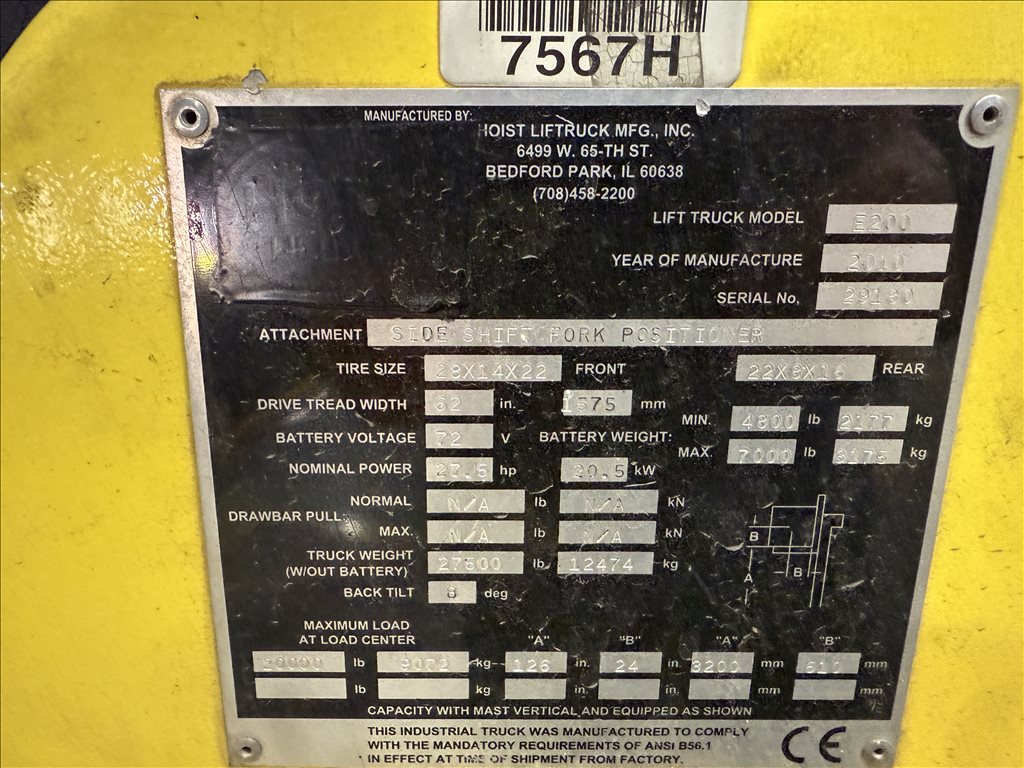 7567H
MANUFACTURED BY:
HOIST LIFTRUCK MFG., INC.
6499 W. 65-TH ST.
BEDFORD PARK, IL 60638
(708)458-2200
LIFT TRUCK MODEL E200
YEAR OF MANUFACTURE 2010
SERIAL No.
ATTACHMENT SIDE SHIFT FORK POSITIONER
TIRE SIZE 28X14X22 FRONT 22X8X16 REAR
DRIVE TREAD WIDTH 62 in. 1575 mm
MIN. 4800 lb 2177 kg
BATTERY VOLTAGE 72 V BATTERY WEIGHT:
MAX. 7000 lb 3175 kg
NOMINAL POWER 27.5 hp 20.5 kW
NORMAL N/A lb N/A kN
DRAWBAR PULL:
MAX. N/A lb N/A kN
TRUCK WEIGHT
(W/OUT BATTERY) 27500 lb 12474 kg
B
A
B
BACK TILT 8 deg
MAXIMUM LOAD
AT LOAD CENTER "A" "B" "A" "B"
20000 lb 9072 kg 126 in. 24 in. 3200 mm 610 mm
lb kg in. in. mm mm
CAPACITY WITH MAST VERTICAL AND EQUIPPED AS SHOWN
THIS INDUSTRIAL TRUCK WAS MANUFACTURED TO COMPLY
WITH THE MANDATORY REQUIREMENTS OF ANSI B56.1
IN EFFECT AT TIME OF SHIPMENT FROM FACTORY.
CE